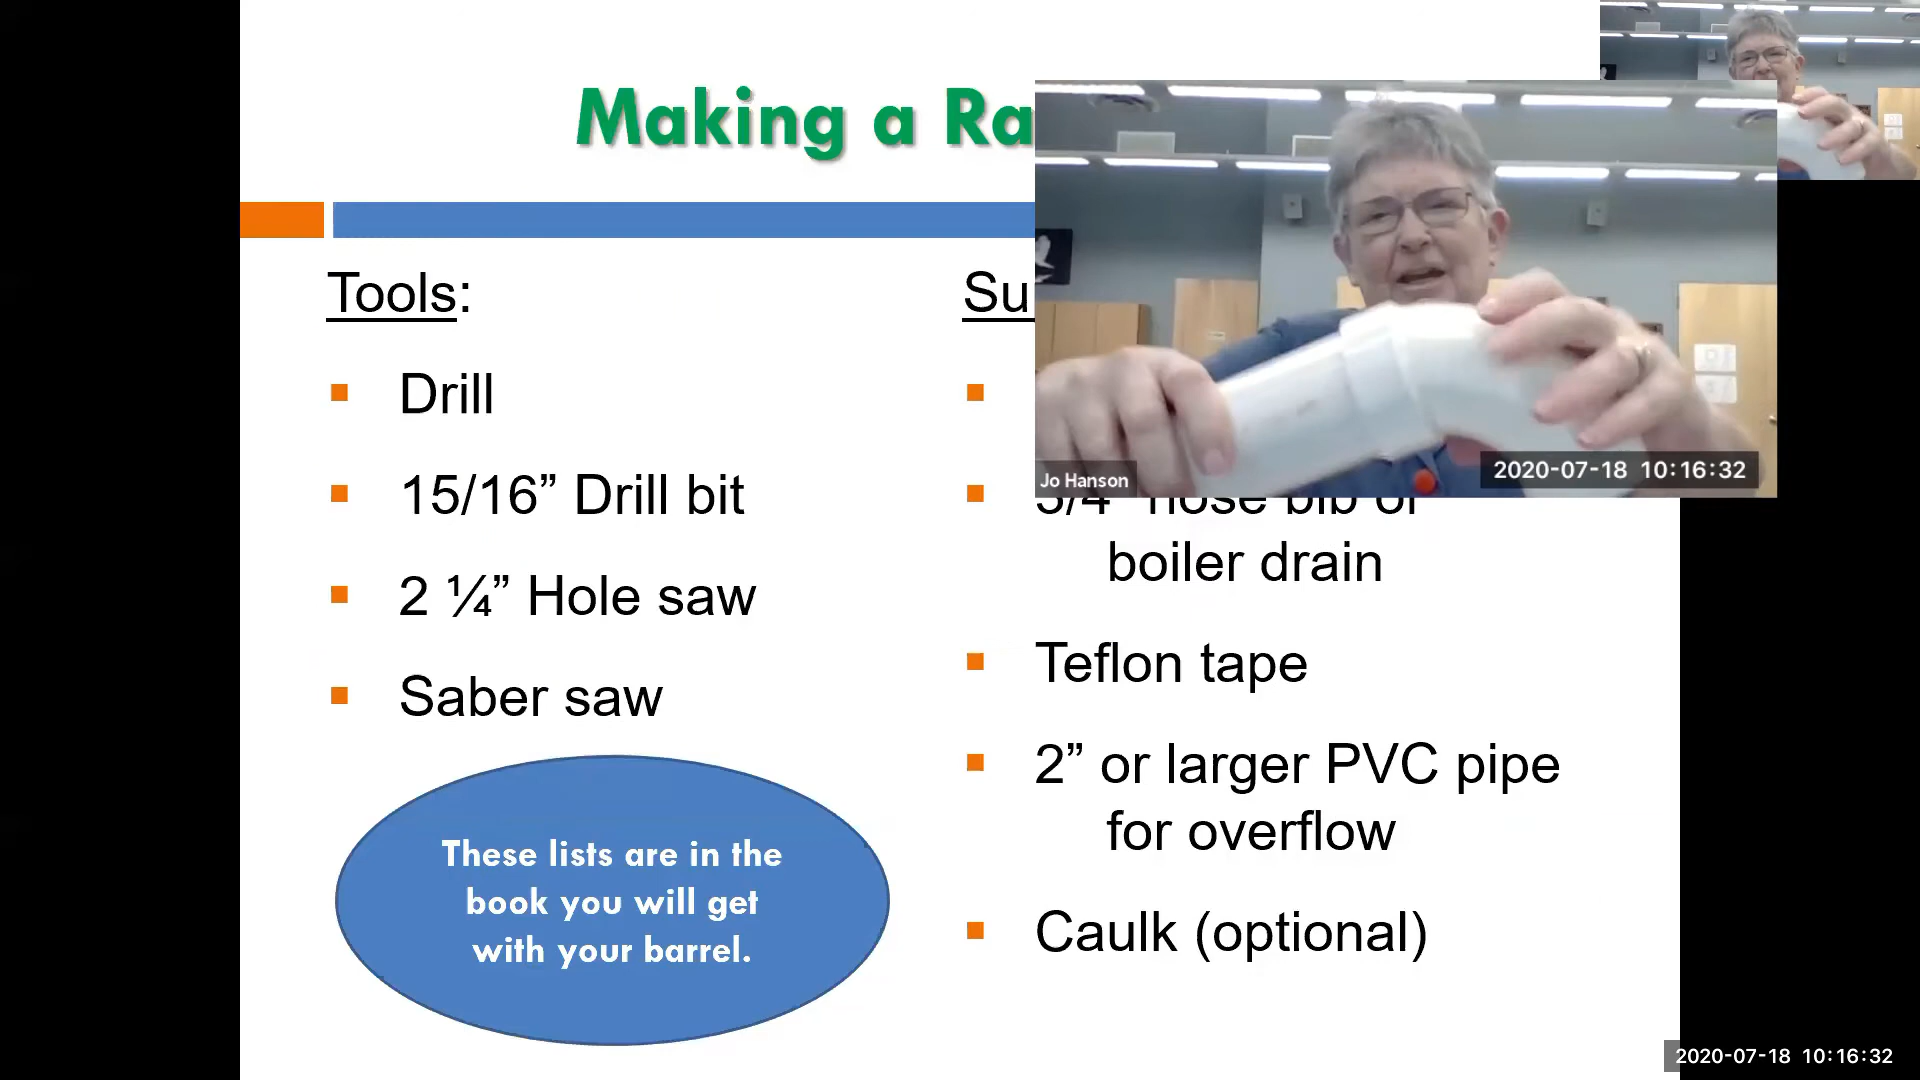 Making a Ra
Tools:
Drill
15/16” Drill bit
2 ¼” Hole saw
Saber saw
These lists are in the
book you will get
with your barrel.
Su
3/4” hose bib or
boiler drain
Teflon tape
2” or larger PVC pipe
for overflow
Caulk (optional)
Jo Hanson
2020-07-18 10:16:32
2020-07-18 10:16:32